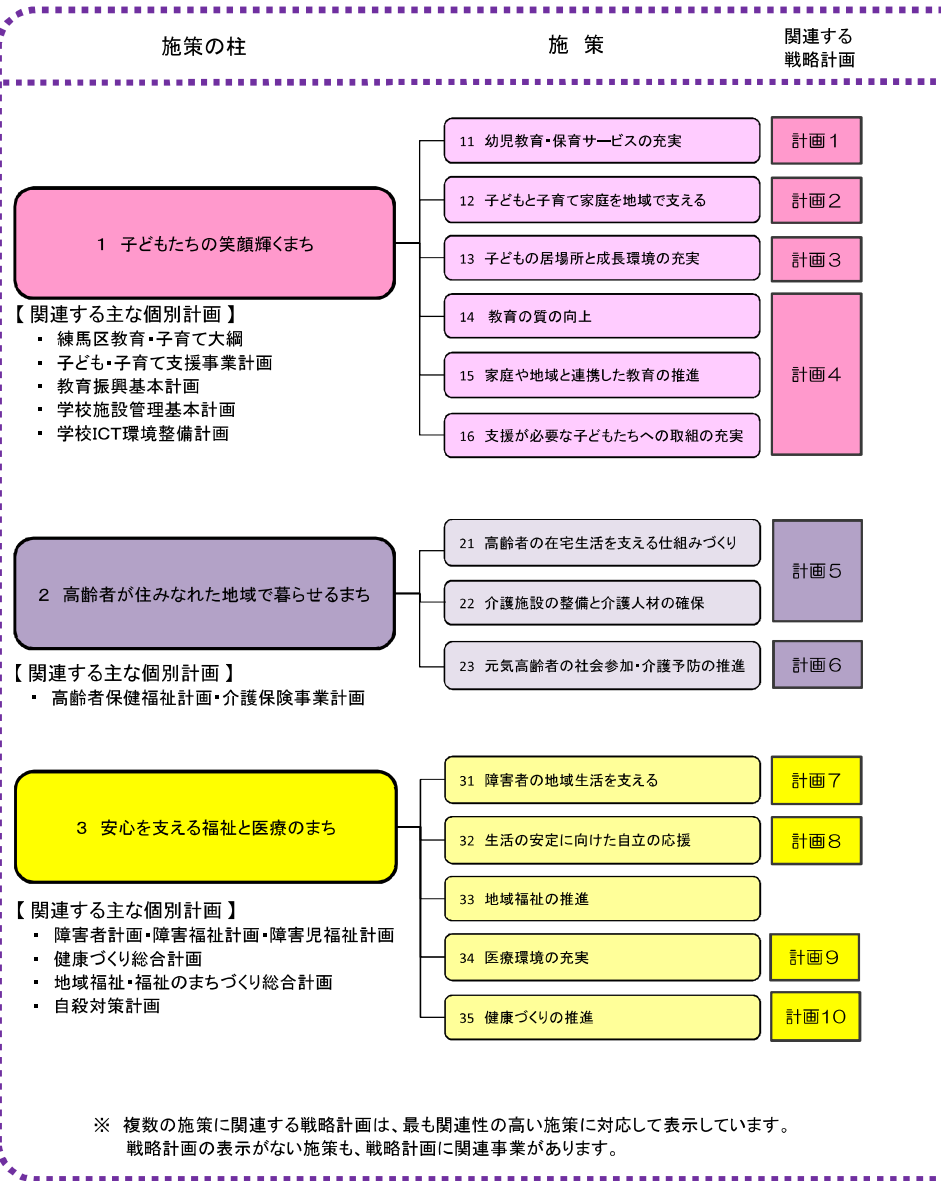 施策の柱
施 策
関連する
戦略計画
1 子どもたちの笑顔輝くまち
11 幼児教育・保育サービスの充実
計画1
12 子どもと子育て家庭を地域で支える
計画2
13 子どもの居場所と成長環境の充実
計画3
14 教育の質の向上
15 家庭や地域と連携した教育の推進
16 支援が必要な子どもたちへの取組の充実
計画4
【 関連する主な個別計画 】
・ 練馬区教育・子育て大綱
・ 子ども・子育て支援事業計画
・ 教育振興基本計画
・ 学校施設管理基本計画
・ 学校ICT環境整備計画
2 高齢者が住みなれた地域で暮らせるまち
21 高齢者の在宅生活を支える仕組みづくり
22 介護施設の整備と介護人材の確保
計画5
23 元気高齢者の社会参加・介護予防の推進
計画6
【 関連する主な個別計画 】
・ 高齢者保健福祉計画・介護保険事業計画
3 安心を支える福祉と医療のまち
31 障害者の地域生活を支える
計画7
32 生活の安定に向けた自立の応援
計画8
33 地域福祉の推進
34 医療環境の充実
計画9
35 健康づくりの推進
計画10
【 関連する主な個別計画 】
・ 障害者計画・障害福祉計画・障害児福祉計画
・ 健康づくり総合計画
・ 地域福祉・福祉のまちづくり総合計画
・ 自殺対策計画
※ 複数の施策に関連する戦略計画は、最も関連性の高い施策に対応して表示しています。
戦略計画の表示がない施策も、戦略計画に関連事業があります。